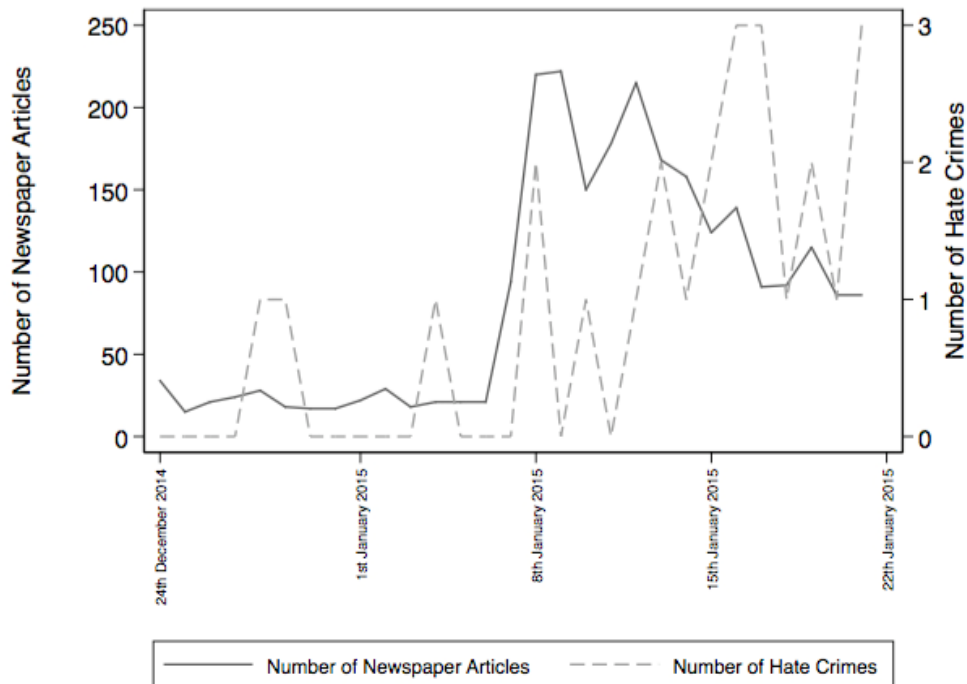 250
200
150
100
50
0
Number of Newspaper Articles
3
2
1
0
Number of Hate Crimes
24th December 2014
1st January 2015
8th January 2015
15th January 2015
22th January 2015
Number of Newspaper Articles
Number of Hate Crimes